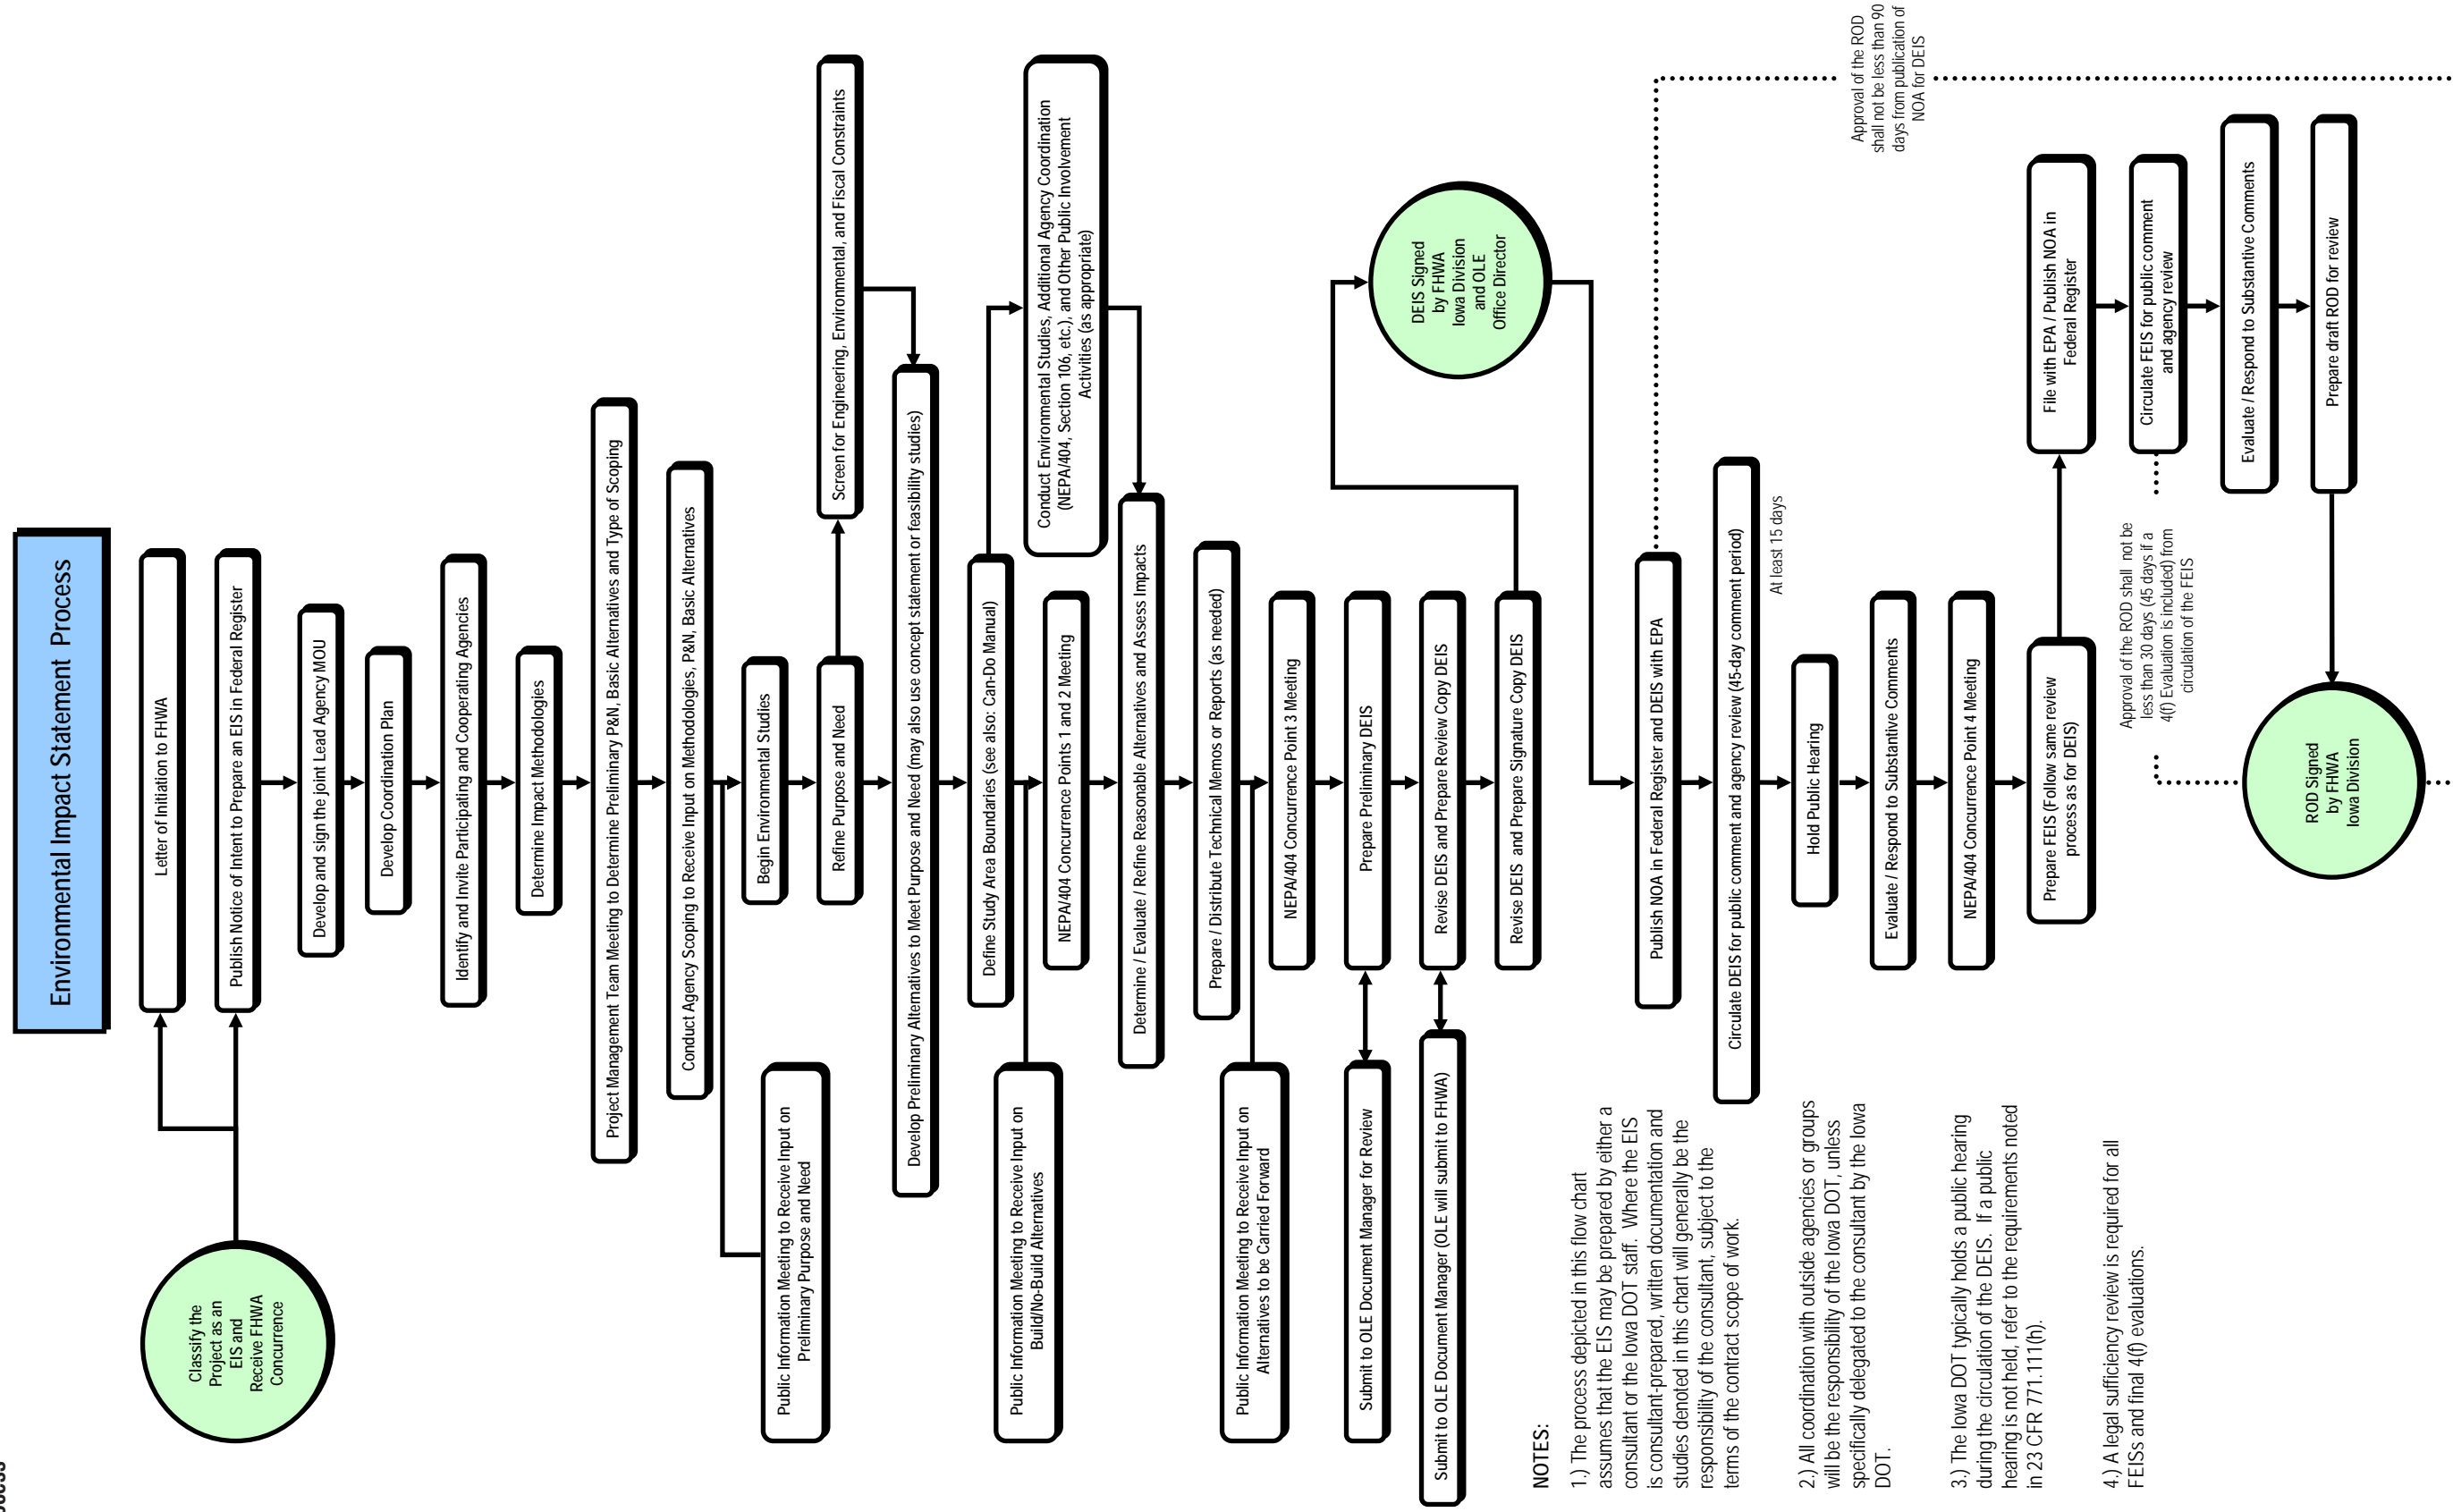 Environmental Impact Statement Process
Classify the
Project as an
EIS and
Receive FHWA
Concurrence
Letter of Initiation to FHWA
Publish Notice of Intent to Prepare an EIS in Federal Register
Develop and sign the joint Lead Agency MOU
Develop Coordination Plan
Identify and Invite Participating and Cooperating Agencies
Determine Impact Methodologies
Project Management Team Meeting to Determine Preliminary P&N, Basic Alternatives and Type of Scoping
Conduct Agency Scoping to Receive Input on Methodologies, P&N, Basic Alternatives
Public Information Meeting to Receive Input on
Preliminary Purpose and Need
Begin Environmental Studies
Refine Purpose and Need
Screen for Engineering, Environmental, and Fiscal Constraints
Develop Preliminary Alternatives to Meet Purpose and Need (may also use concept statement or feasibility studies)
Define Study Area Boundaries (see also: Can-Do Manual)
Conduct Environmental Studies, Additional Agency Coordination
(NEPA/404, Section 106, etc.), and Other Public Involvement
Activities (as appropriate)
Public Information Meeting to Receive Input on
Build/No-Build Alternatives
NEPA/404 Concurrence Points 1 and 2 Meeting
Determine / Evaluate / Refine Reasonable Alternatives and Assess Impacts
Prepare / Distribute Technical Memos or Reports (as needed)
Public Information Meeting to Receive Input on
Alternatives to be Carried Forward
NEPA/404 Concurrence Point 3 Meeting
Submit to OLE Document Manager for Review
Prepare Preliminary DEIS
Submit to OLE Document Manager (OLE will submit to FHWA)
Revise DEIS and Prepare Review Copy DEIS
Revise DEIS and Prepare Signature Copy DEIS
DEIS Signed
by FHWA
Iowa Division
and OLE
Office Director
Publish NOA in Federal Register and DEIS with EPA
Circulate DEIS for public comment and agency review (45-day comment period)
At least 15 days
Hold Public Hearing
Evaluate / Respond to Substantive Comments
NEPA/404 Concurrence Point 4 Meeting
Prepare FEIS (Follow same review
process as for DEIS)
Approval of the ROD
shall not be less than 90
days from publication of
NOA for DEIS
File with EPA / Publish NOA in
Federal Register
Circulate FEIS for public comment
and agency review
Approval of the ROD shall not be
less than 30 days (45 days if a
4(f) Evaluation is included) from
circulation of the FEIS
Evaluate / Respond to Substantive Comments
Prepare draft ROD for review
ROD Signed
by FHWA
Iowa Division
NOTES:
1.) The process depicted in this flow chart
assumes that the EIS may be prepared by either a
consultant or the Iowa DOT staff. Where the EIS
is consultant-prepared, written documentation and
studies denoted in this chart will generally be the
responsibility of the consultant, subject to the
terms of the contract scope of work.
2.) All coordination with outside agencies or groups
will be the responsibility of the Iowa DOT, unless
specifically delegated to the consultant by the Iowa
DOT.
3.) The Iowa DOT typically holds a public hearing
during the circulation of the DEIS. If a public
hearing is not held, refer to the requirements noted
in 23 CFR 771.111(h).
4.) A legal sufficiency review is required for all
FEISs and final 4(f) evaluations.